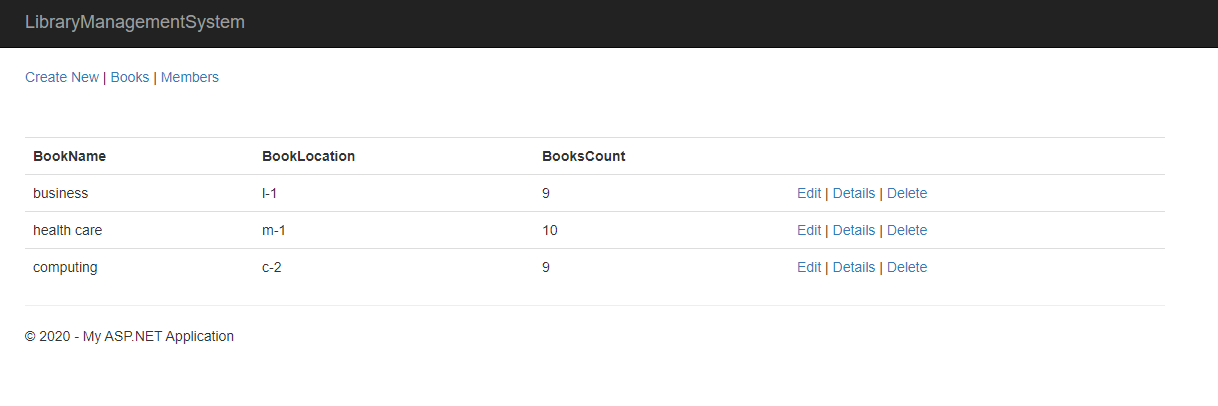 LibraryManagementSystem
Create New | Books | Members
BookName BookLocation BooksCount
business l-1 9 Edit | Details | Delete
health care m-1 10 Edit | Details | Delete
computing c-2 9 Edit | Details | Delete
© 2020 - My ASP.NET Application